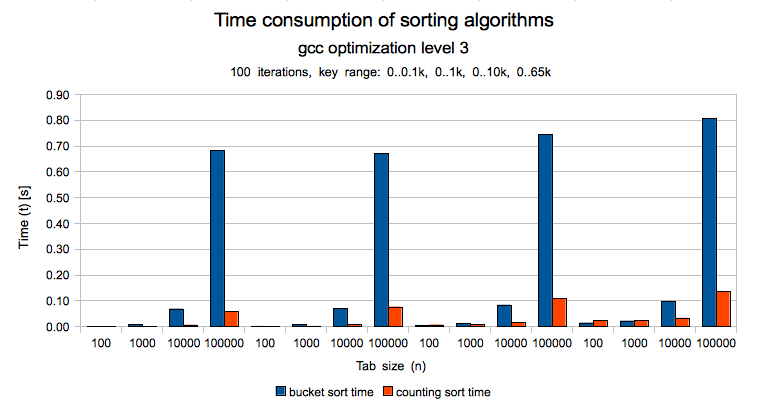 Time consumption of sorting algorithms
gcc optimization level 3
100 iterations, key range: 0..0.1k, 0..1k, 0..10k, 0..65k
0.90
0.80
0.70
0.60
0.50
0.40
0.30
0.20
0.10
0.00
Time (t) [s]
100 1000 10000 100000 100 1000 10000 100000 100 1000 10000 100000 100 1000 10000 100000
Tab size (n)
bucket sort time counting sort time